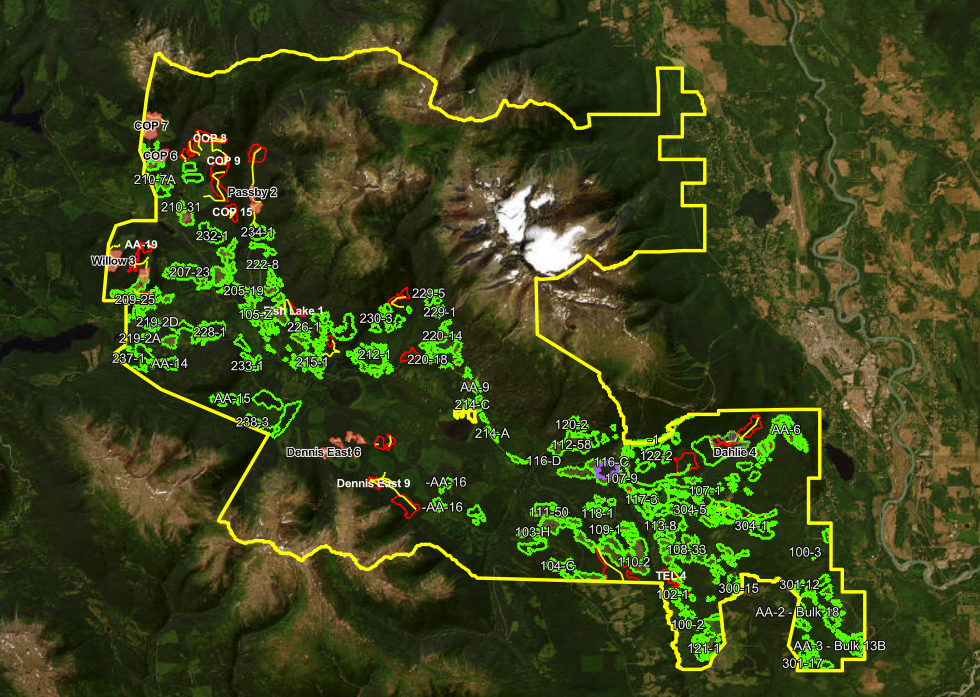 COP 7
COP 8
COP 6
COP 9
210-7A
Passby 2
210-31
COP 15
232-1
234-1
AA-19
Willow 3
222-8
207-23
205-19
229-5
209-25
105-Z
Fish Lake 1
229-1
230-3
219-2D
226-1
228-1
219-2A
220-14
237-1
212-1
220-18
AA-14
233-1
215-1
AA-9
AA-15
214-C
238-3
120-2
214-A
AA-6
112-58
-1
Dennis East 6
122-2
Dahlie 4
116-D
116-C
107-9
Dennis East 9
-AA-16
107-1
117-3
-AA-16
304-5
111-50
118-1
113-8
304-1
103-H
109-1
108-33
100-3
104-C
110-2
TEL 4
301-12
300-15
102-1
AA-2 - Bulk 18
100-2
121-1
AA-3 - Bulk 13B
301-17